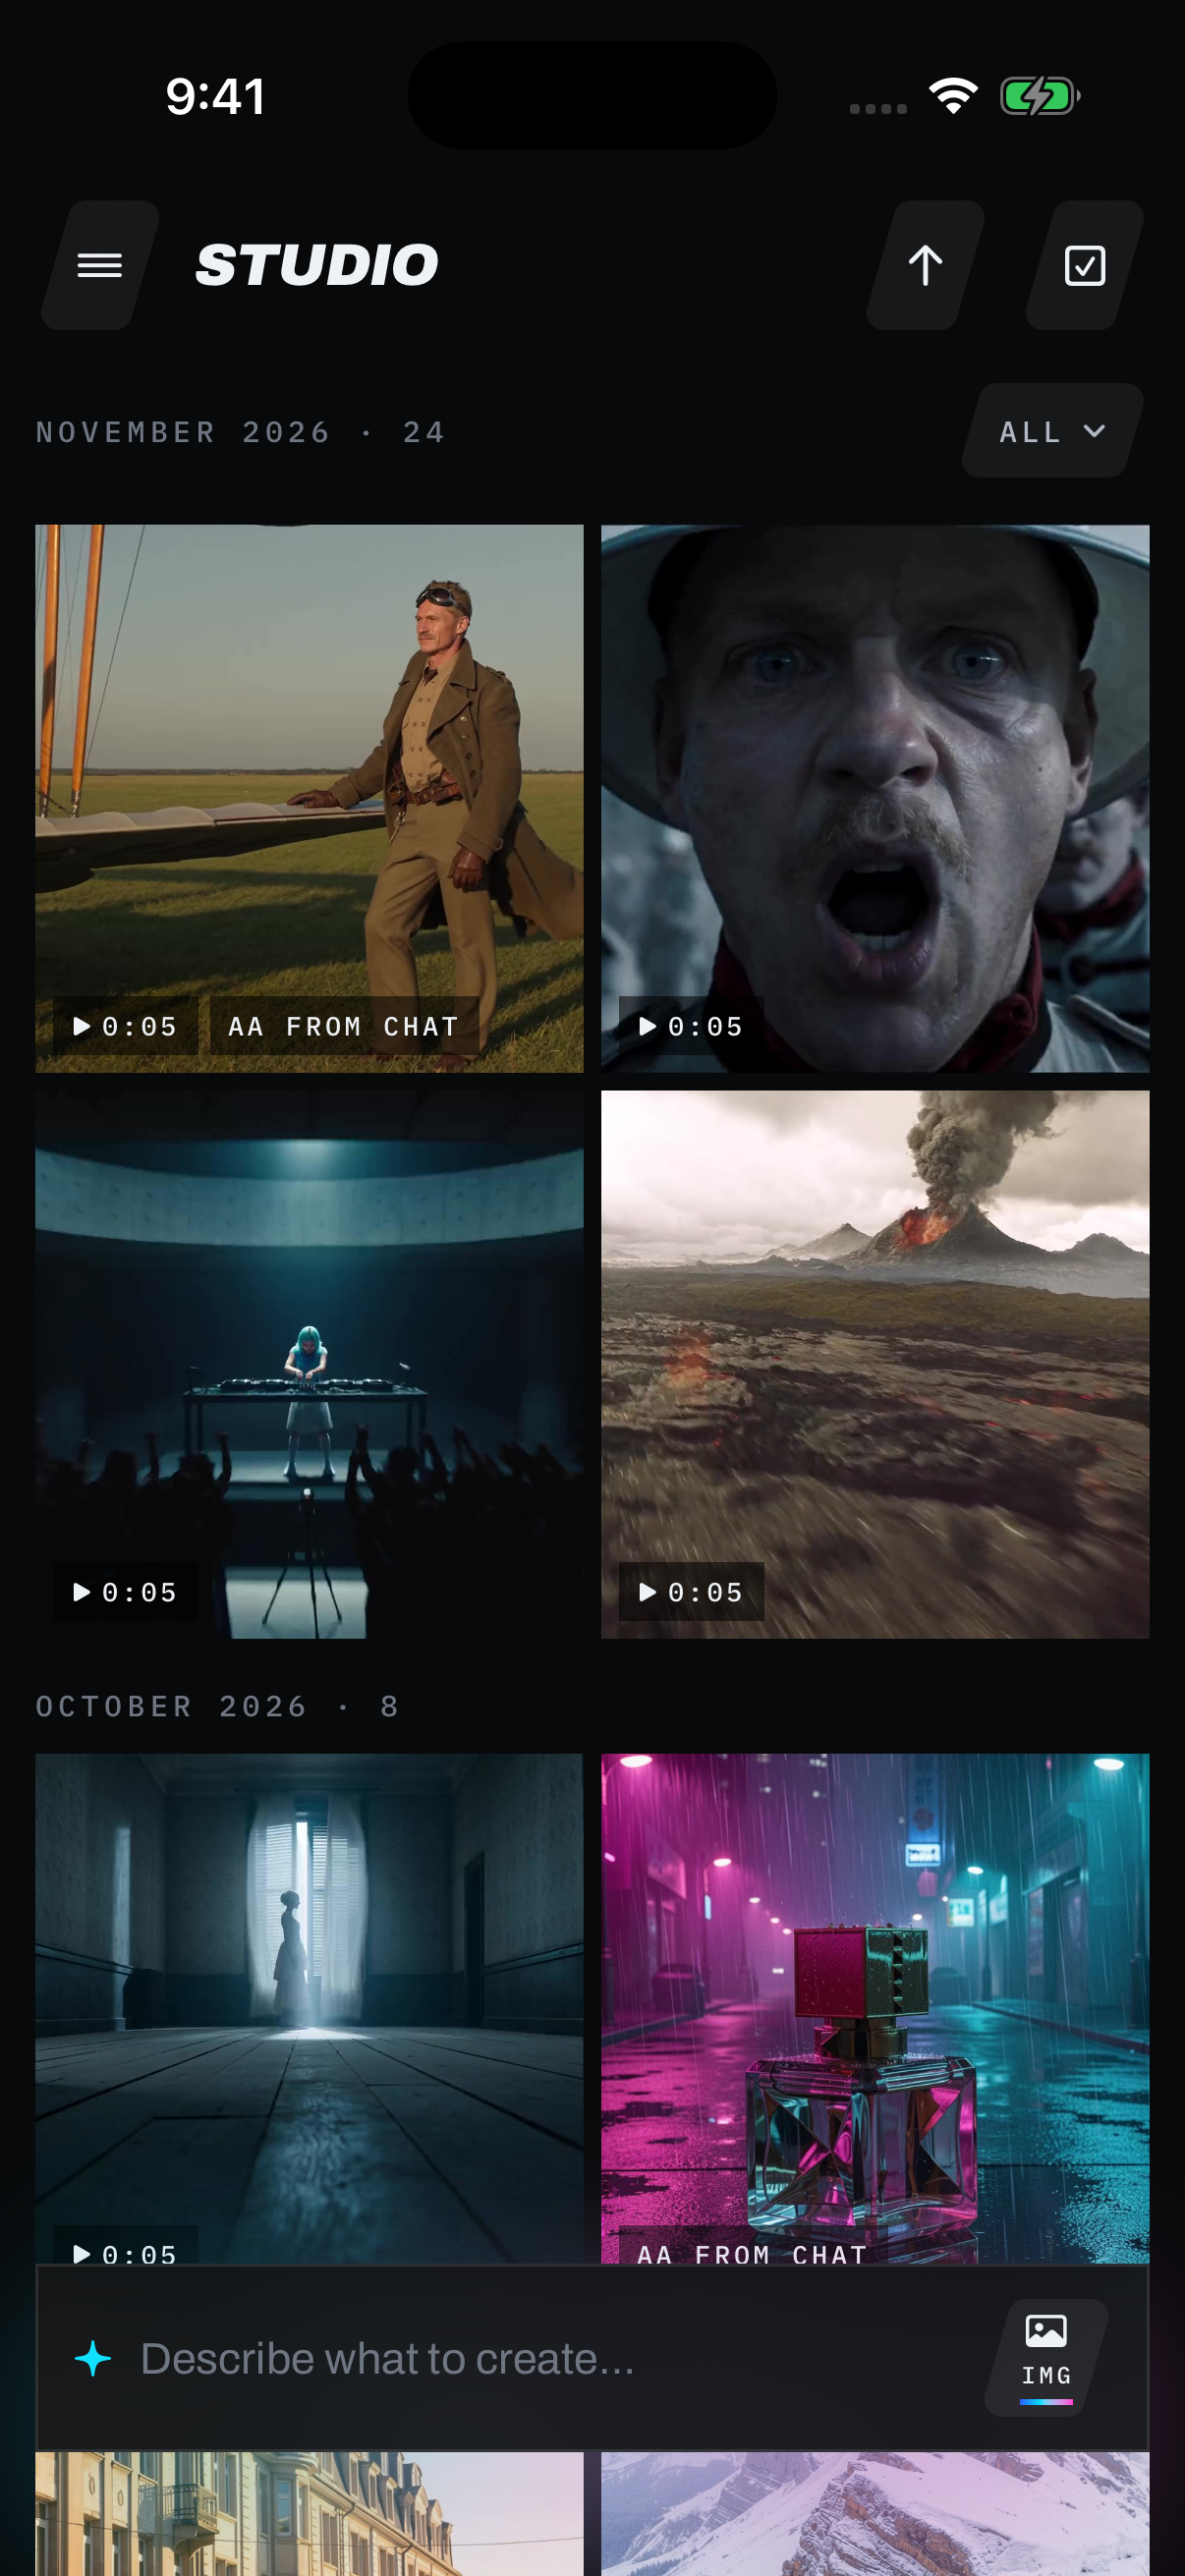 9:41
STUDIO
NOVEMBER 2026 · 24
ALL
0:05
AA FROM CHAT
0:05
0:05
0:05
OCTOBER 2026 · 8
0:05
AA FROM CHAT
Describe what to create...
IMG